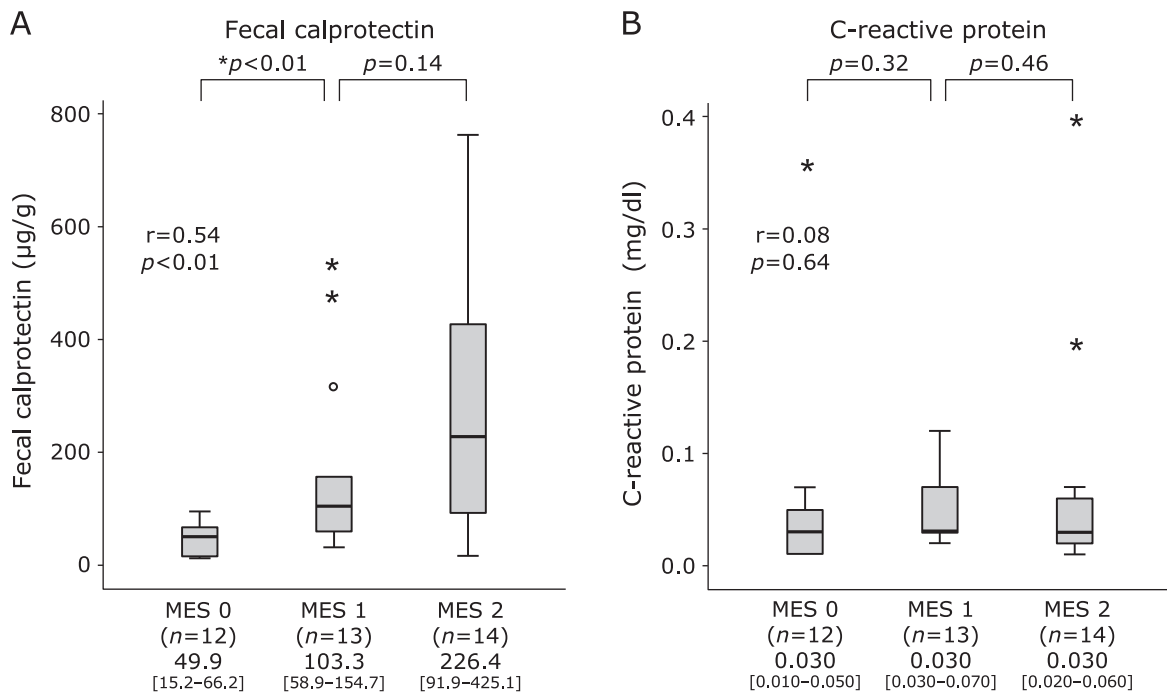 A
Fecal calprotectin
*p<0.01
p=0.14
800
600
400
200
0
Fecal calprotectin (µg/g)
r=0.54
p<0.01
*
*
MES 0
(n=12)
49.9
[15.2–66.2]
MES 1
(n=13)
103.3
[58.9–154.7]
MES 2
(n=14)
226.4
[91.9–425.1]
B
C-reactive protein
p=0.32
p=0.46
0.4
0.3
0.2
0.1
0.0
C-reactive protein (mg/dl)
*
r=0.08
p=0.64
*
*
MES 0
(n=12)
0.030
[0.010–0.050]
MES 1
(n=13)
0.030
[0.030–0.070]
MES 2
(n=14)
0.030
[0.020–0.060]